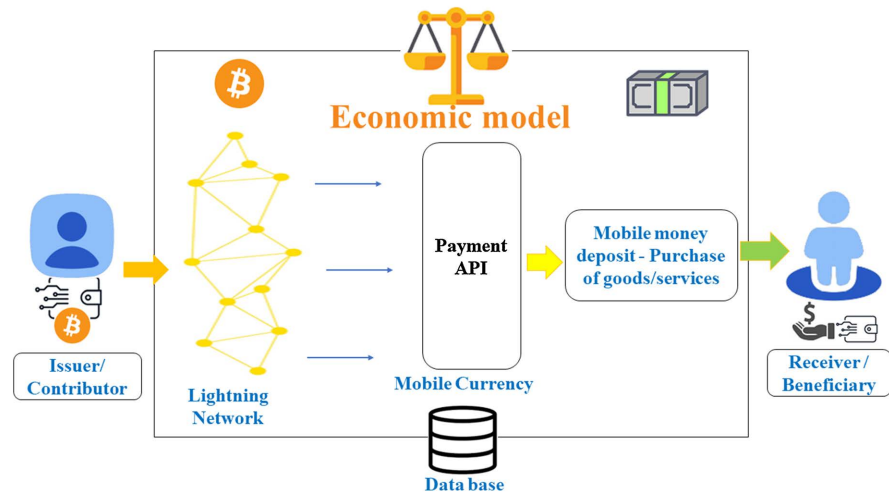 Economic model
Payment
API
Mobile money
deposit - Purchase
of goods/services
₿
₿
$
Issuer/
Contributor
Lightning
Network
Mobile Currency
Receiver /
Beneficiary
Data base